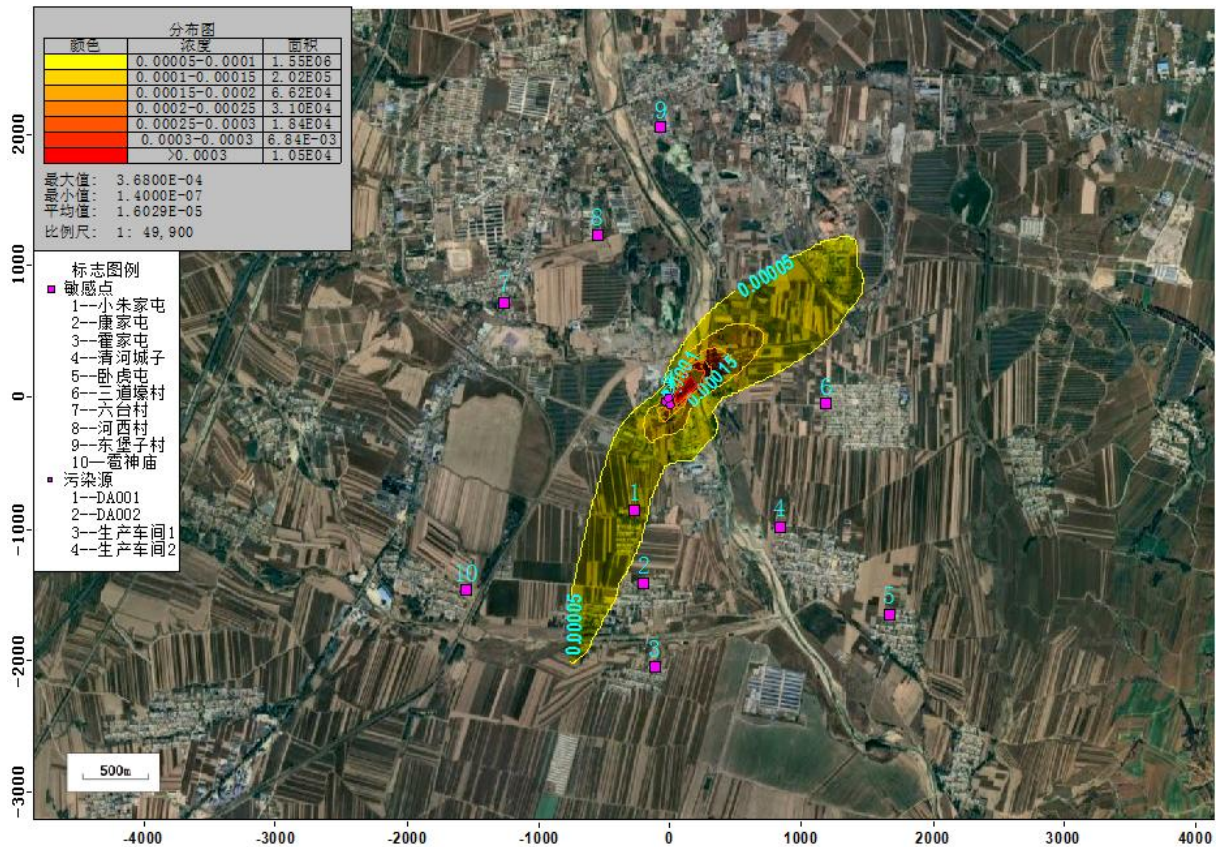 分布图
颜色 浓度 面积
0.00005-0.0001 1.55E06
0.0001-0.00015 2.02E05
0.00015-0.0002 6.62E04
0.0002-0.00025 3.10E04
0.00025-0.0003 1.84E04
0.0003-0.0003 6.84E-03
>0.0003 1.05E04
最大值: 3.6800E-04
最小值: 1.4000E-07
平均值: 1.6029E-05
比例尺: 1: 49,900
标志图例
敏感点
1--小朱家屯
2--康家屯
3--霍家屯
4--清河城子
5--卧虎屯
6--三道壕村
7--六台村
8--河西村
9--东堡子村
10--雹神庙
污染源
1--DA001
2--DA002
3--生产车间1
4--生产车间2
9
8
0.00005
7
0.00015
6
1
4
10
2
5
0.00005
3
500m
2000
1000
0
-1000
-2000
-3000
-4000 -3000 -2000 -1000 0 1000 2000 3000 4000